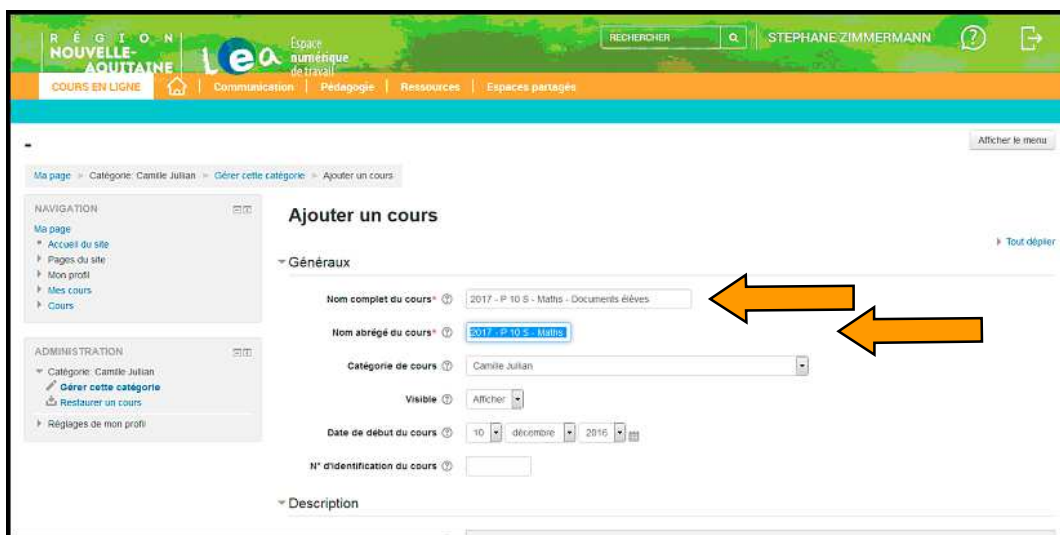 RÉGION
NOUVELLE-
AQUITAINE
Lea
Espace
numérique
de travail
RECHERCHER
STEPHANE ZIMMERMANN
COURS EN LIGNE
Communication | Pédagogie | Ressources | Espaces partagés
-
Afficher le menu
Ma page
Catégorie: Camille Jullian
Gérer cette catégorie
Ajouter un cours
NAVIGATION
Ma page
Accueil du site
Pages du site
Mon profil
Mes cours
Cours
ADMINISTRATION
Catégorie: Camille Jullian
Gérer cette catégorie
Restaurer un cours
Réglages de mon profil
Ajouter un cours
Tout déplier
Généraux
Nom complet du cours* 2017 - P 10 S - Maths - Documents élèves
Nom abrégé du cours* 2017 - P 10 S - Maths
Catégorie de cours Camille Jullian
Visible Afficher
Date de début du cours 10 décembre 2016
N° d'identification du cours
Description